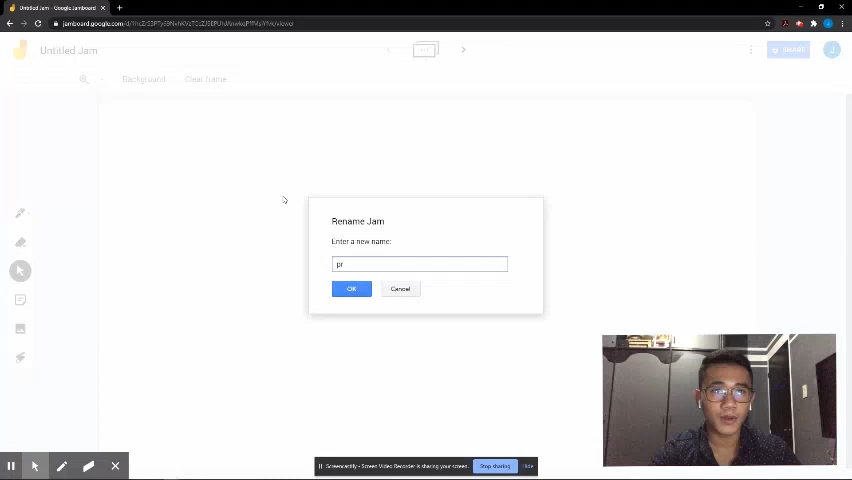 Untitled Jam - Google Jamboard
Untitled Jam
SHARE
J
Background
Clear frame
Rename Jam
Enter a new name:
pr
OK
Cancel
Screencastify - Screen Video Recorder is sharing your screen.
Stop sharing
Hide